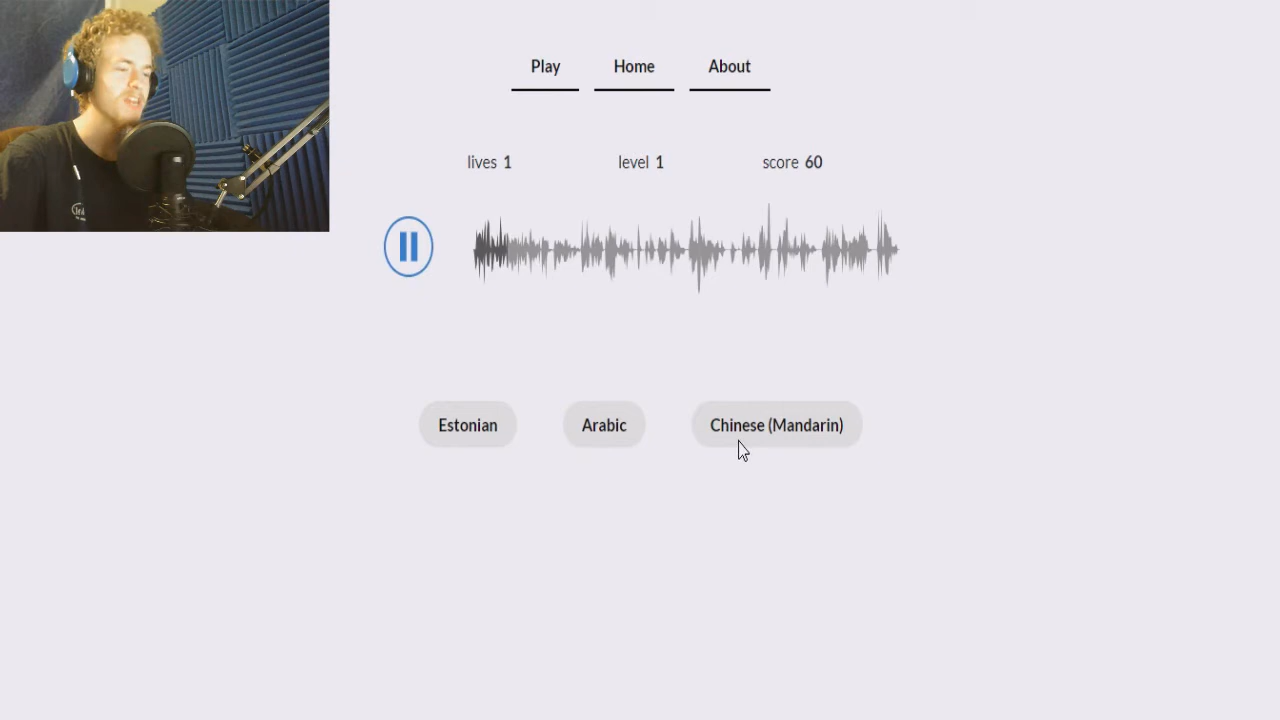 Play Home About
lives 1 level 1 score 60
Estonian Arabic Chinese (Mandarin)